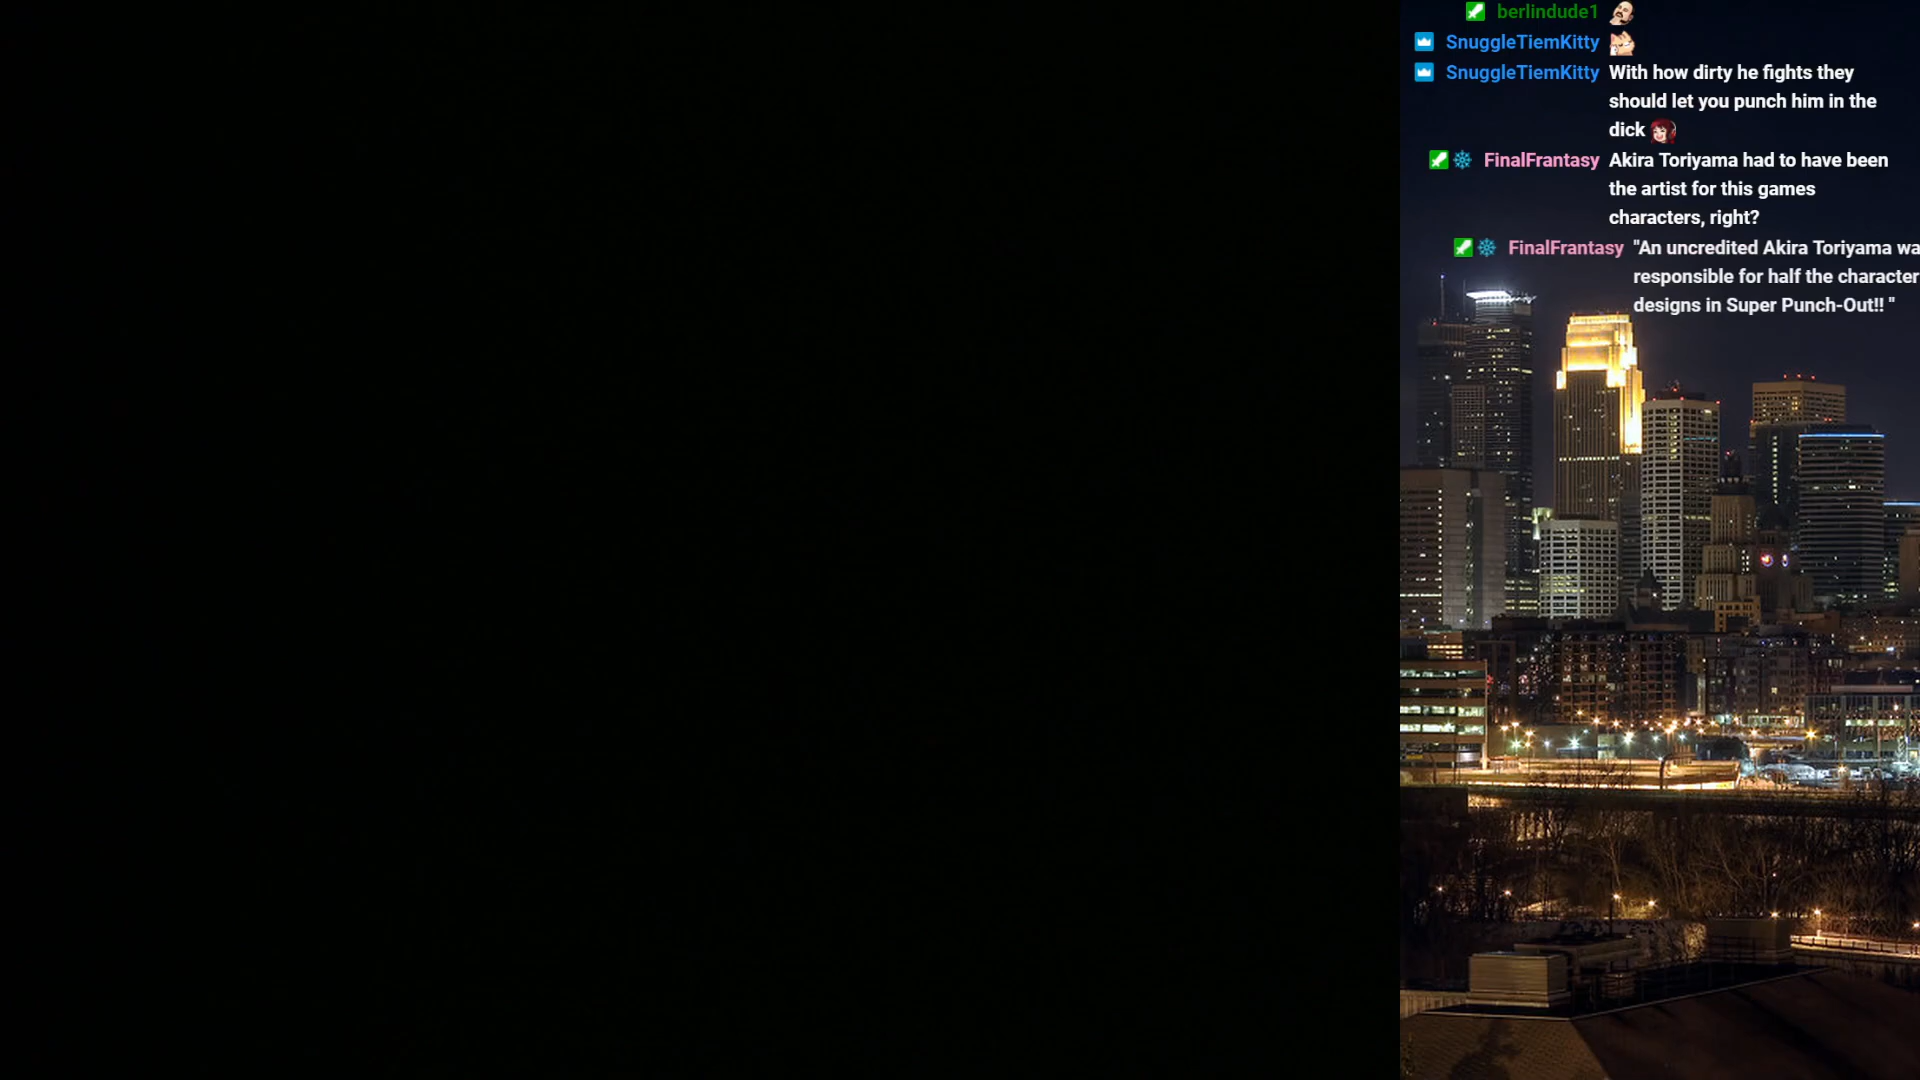 berlindude1
SnuggleTiemKitty
SnuggleTiemKitty With how dirty he fights they
should let you punch him in the
dick
FinalFrantasy Akira Toriyama had to have been
the artist for this games
characters, right?
FinalFrantasy "An uncredited Akira Toriyama wa
responsible for half the character
designs in Super Punch-Out!! "